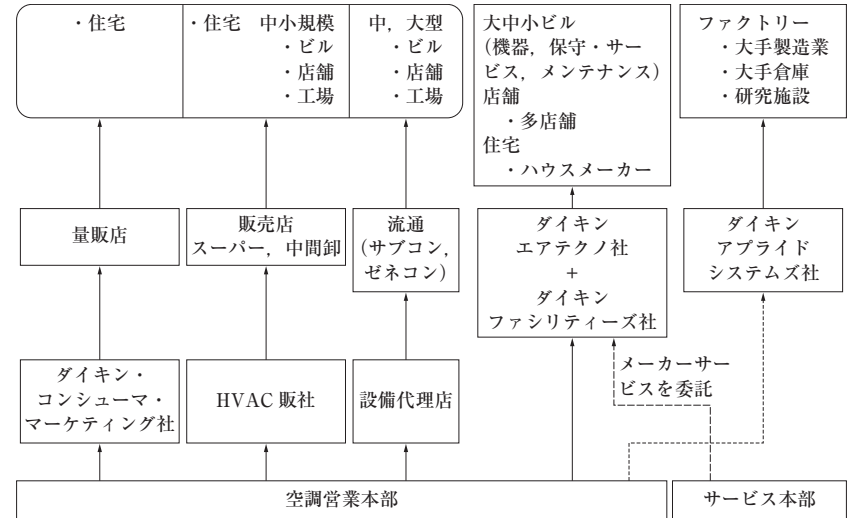 ・住宅
・住宅 中小規模
・ビル
・店舗
・工場
中，大型
・ビル
・店舗
・工場
大中小ビル
(機器，保守・サー
ビス，メンテナンス)
店舗
・多店舗
住宅
・ハウスメーカー
ファクトリー
・大手製造業
・大手倉庫
・研究施設
量販店
販売店
スーパー，中間卸
流通
(サブコン，
ゼネコン)
ダイキン
エアテクノ社
+
ダイキン
ファシリティーズ社
ダイキン
アプライド
システムズ社
ダイキン・
コンシューマ・
マーケティング社
HVAC 販社
設備代理店
メーカーサー
ビスを委託
空調営業本部
サービス本部